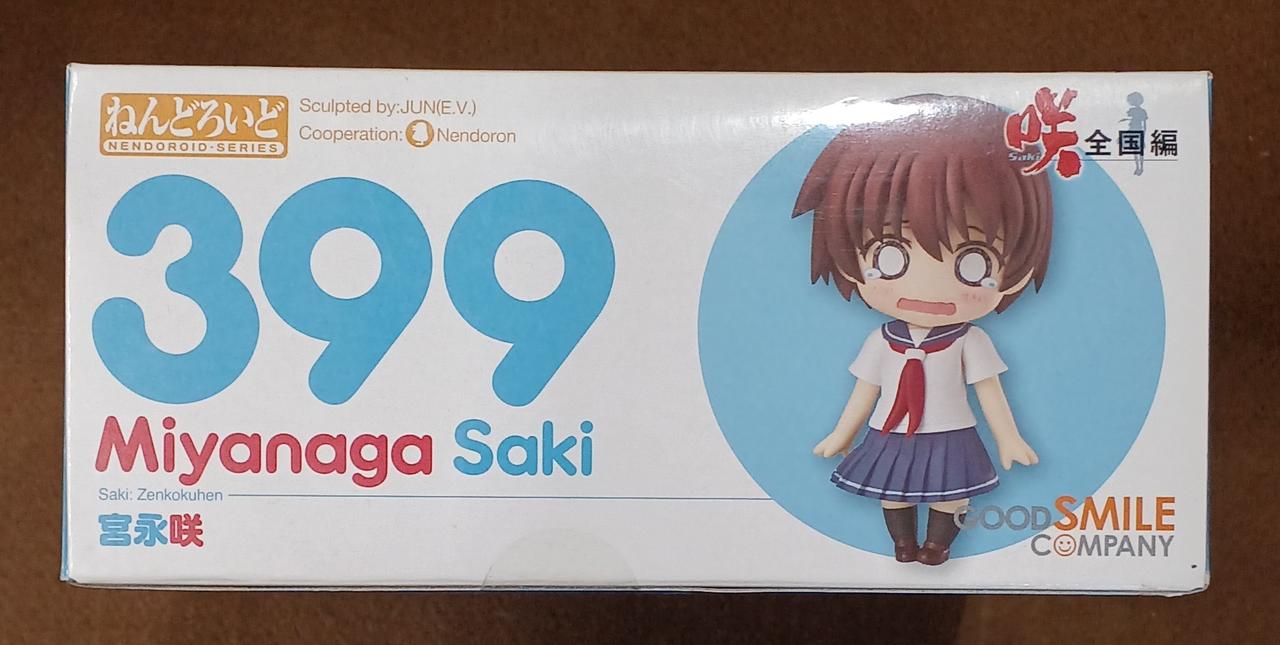 ねんどろいど
NENDOROID·SERIES
Sculpted by:JUN(E.V.)
Cooperation: Nendoron
399
Miyanaga Saki
Saki: Zenkokuhen
宮永咲
咲 全国編
Saki
GOOD SMILE
COMPANY